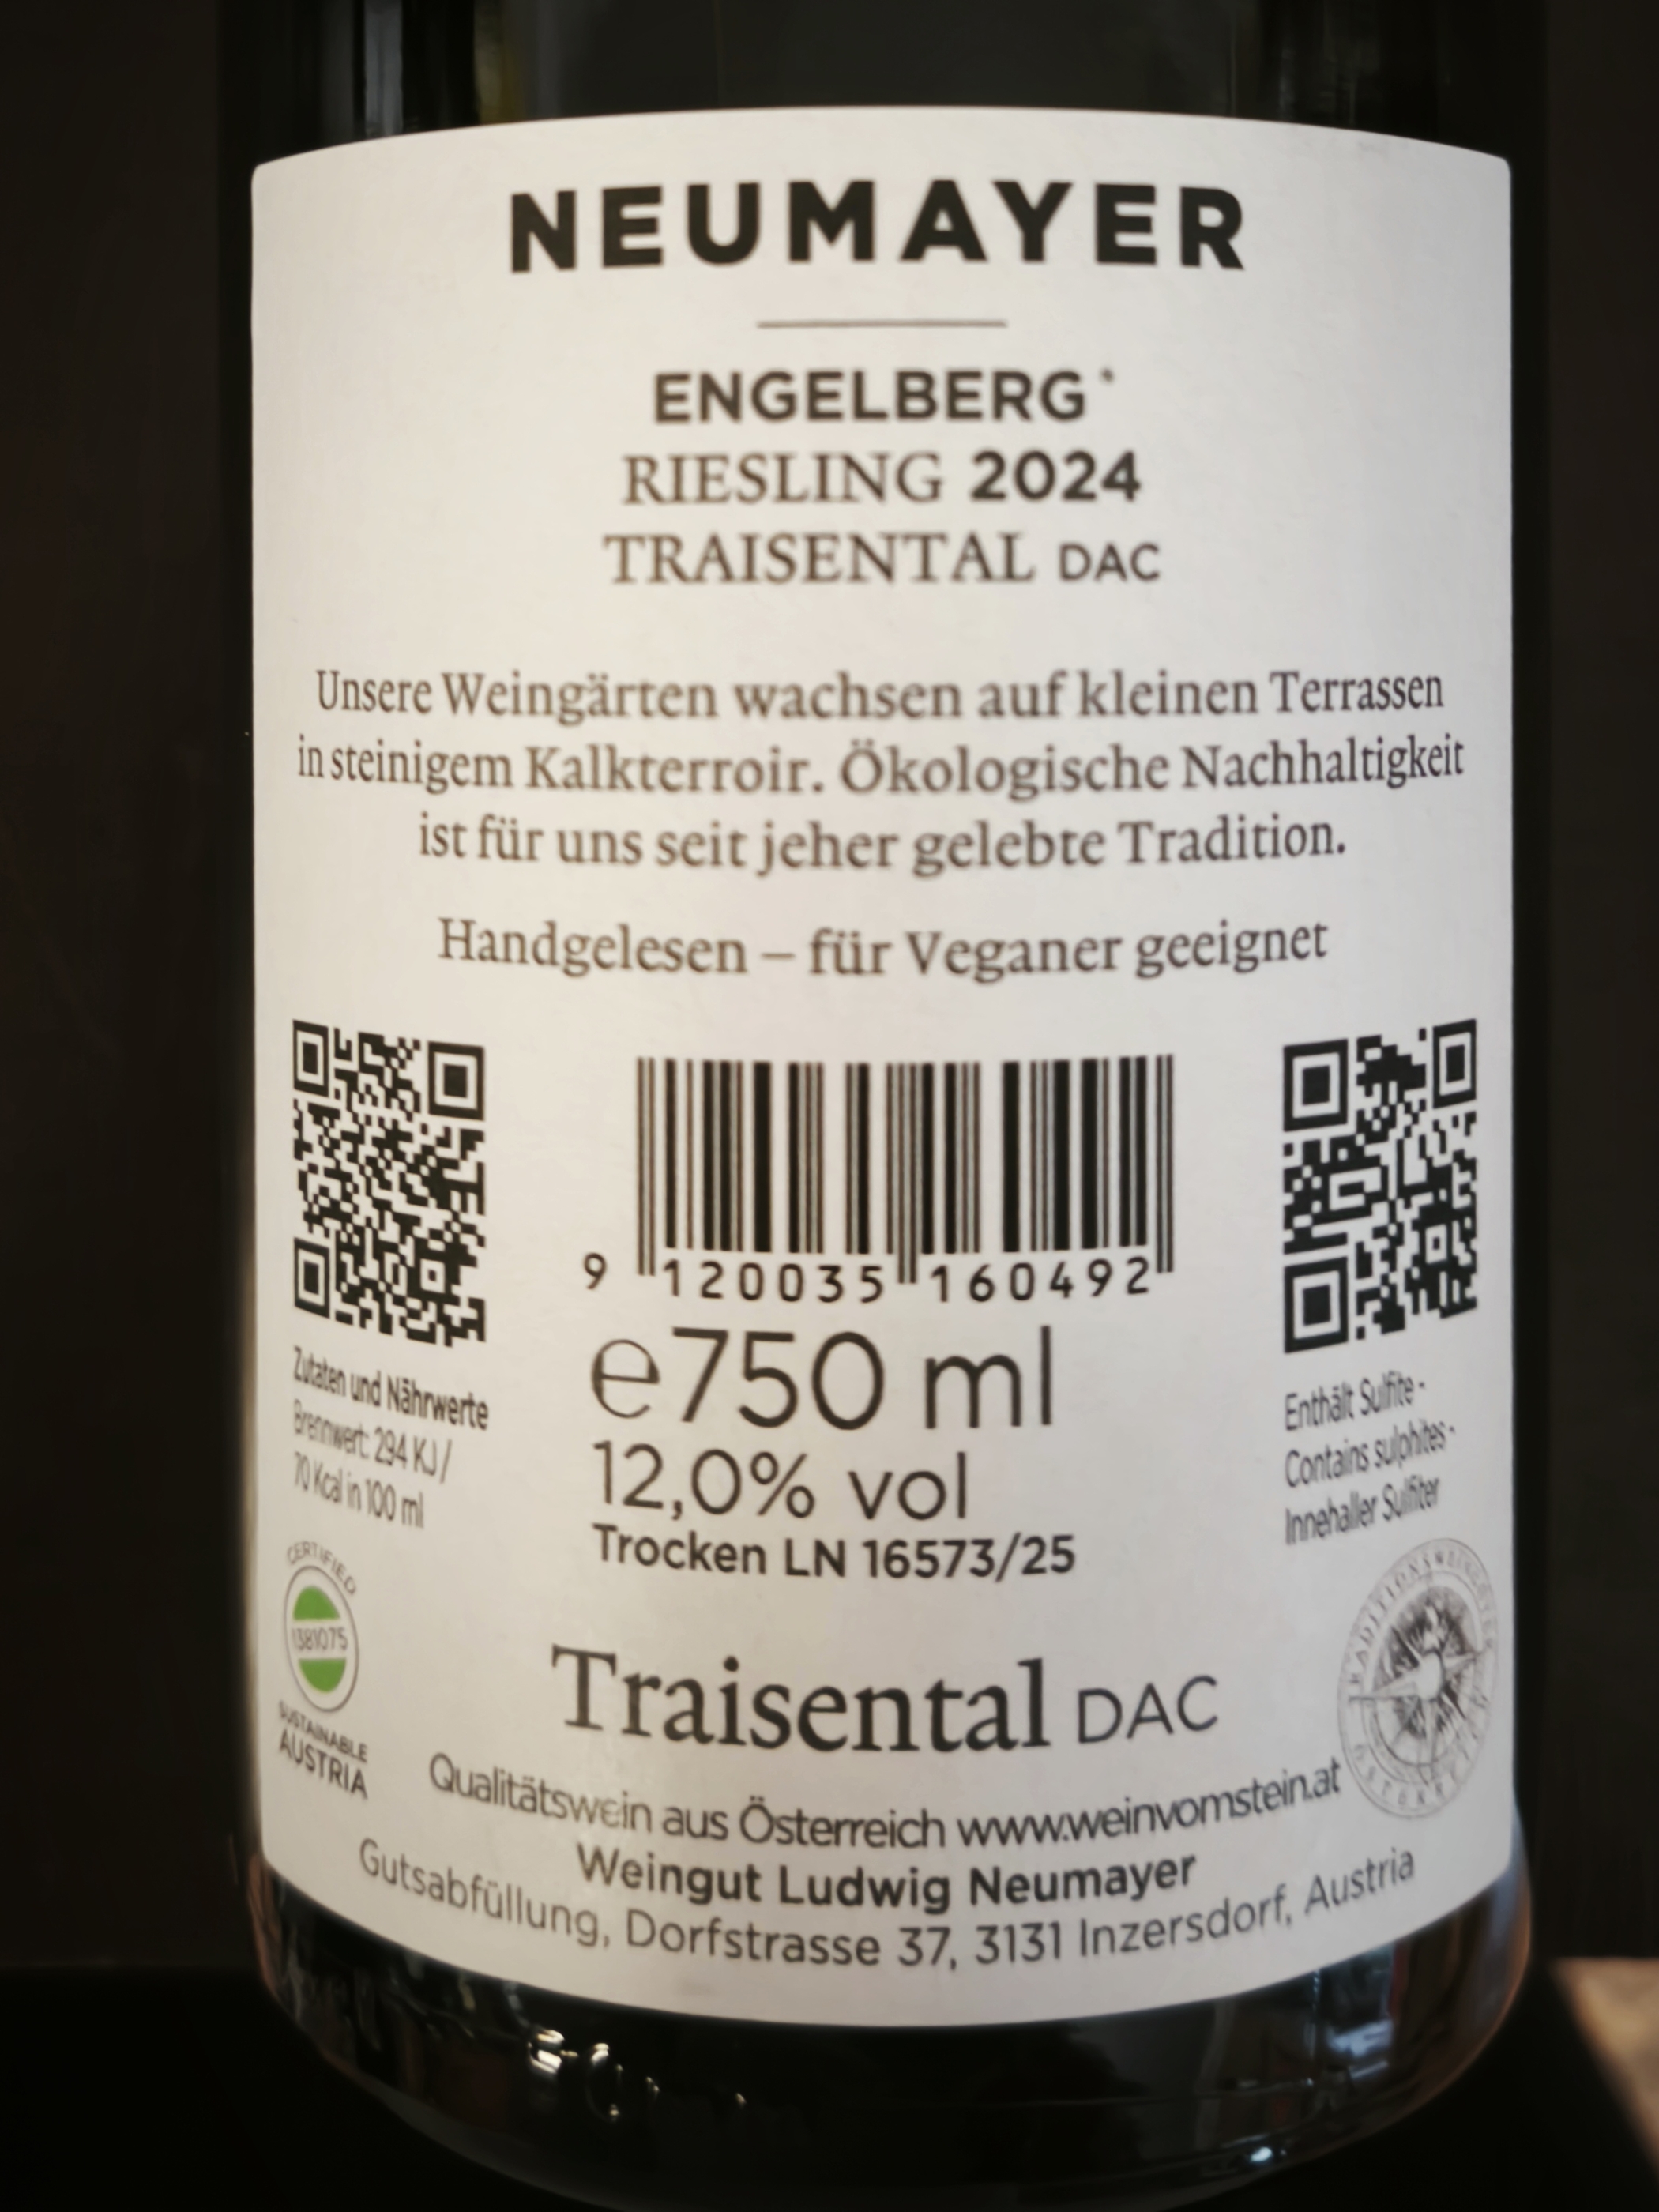 NEUMAYER
ENGELBERG
RIESLING 2024
TRAISENTAL DAC
Unsere Weingärten wachsen auf kleinen Terrassen
in steinigem Kalkterroir. Ökologische Nachhaltigkeit
ist für uns seit jeher gelebte Tradition.
Handgelesen – für Veganer geeignet
9 120035 160492
Zutaten und Nährwerte
Brennwert: 294 KJ /
70 Kcal in 100 ml
e750 ml
12,0% vol
Trocken LN 16573/25
Enthält Sulfite -
Contains sulphites -
Innehaller Sulfiter
CERTIFIED
1381075
SUSTAINABLE
AUSTRIA
TRADITIONSWEINGÜTER
ÖSTERREICH
Traisental DAC
Qualitätswein aus Österreich www.weinvomstein.at
Weingut Ludwig Neumayer
Gutsabfüllung, Dorfstrasse 37, 3131 Inzersdorf, Austria